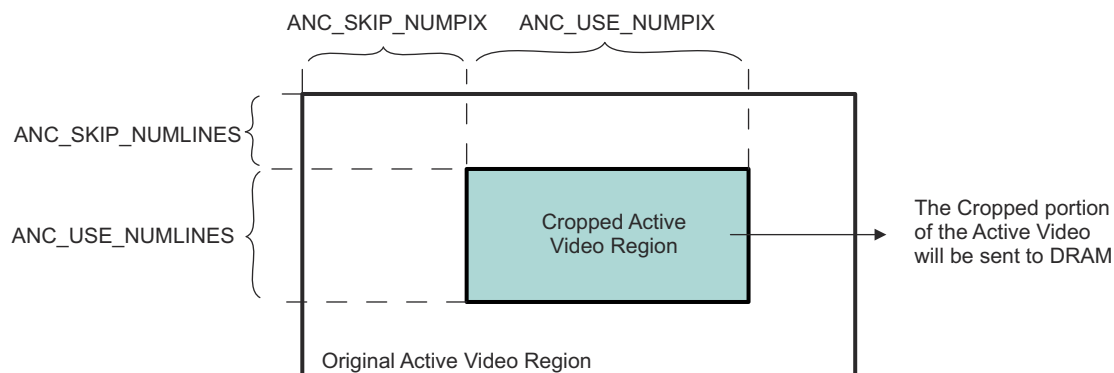 ANC_SKIP_NUMPIX
ANC_USE_NUMPIX
ANC_SKIP_NUMLINES
ANC_USE_NUMLINES
Cropped Active
Video Region
The Cropped portion
of the Active Video
will be sent to DRAM
Original Active Video Region